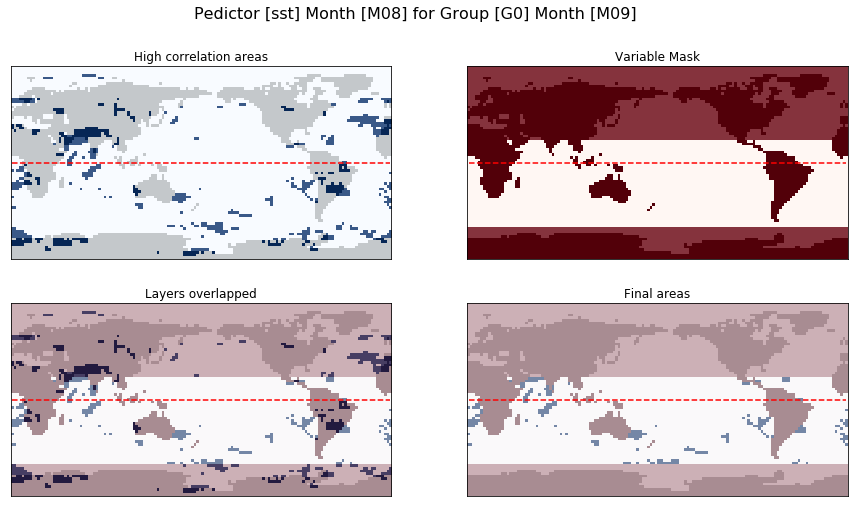 Pedictor [sst] Month [M08] for Group [G0] Month [M09]
High correlation areas
Variable Mask
Layers overlapped
Final areas